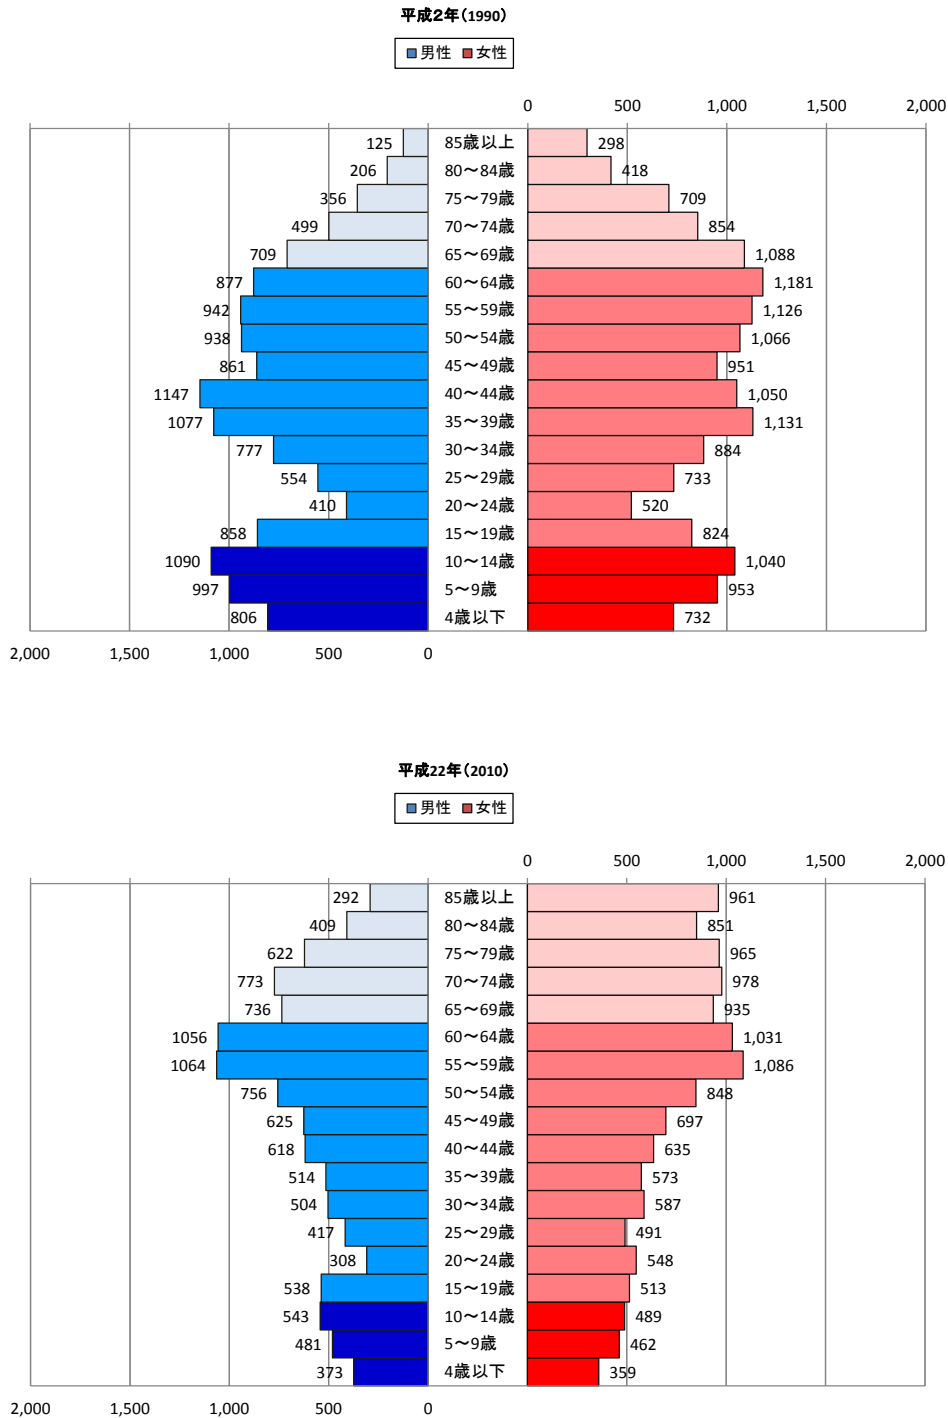 平成2年(1990)
男性 女性
0 500 1,000 1,500 2,000
125 85歳以上 298
206 80～84歳 418
356 75～79歳 709
499 70～74歳 854
709 65～69歳 1,088
877 60～64歳 1,181
942 55～59歳 1,126
938 50～54歳 1,066
861 45～49歳 951
1147 40～44歳 1,050
1077 35～39歳 1,131
777 30～34歳 884
554 25～29歳 733
410 20～24歳 520
858 15～19歳 824
1090 10～14歳 1,040
997 5～9歳 953
806 4歳以下 732
2,000 1,500 1,000 500 0
平成22年(2010)
男性 女性
0 500 1,000 1,500 2,000
292 85歳以上 961
409 80～84歳 851
622 75～79歳 965
773 70～74歳 978
736 65～69歳 935
1056 60～64歳 1,031
1064 55～59歳 1,086
756 50～54歳 848
625 45～49歳 697
618 40～44歳 635
514 35～39歳 573
504 30～34歳 587
417 25～29歳 491
308 20～24歳 548
538 15～19歳 513
543 10～14歳 489
481 5～9歳 462
373 4歳以下 359
2,000 1,500 1,000 500 0